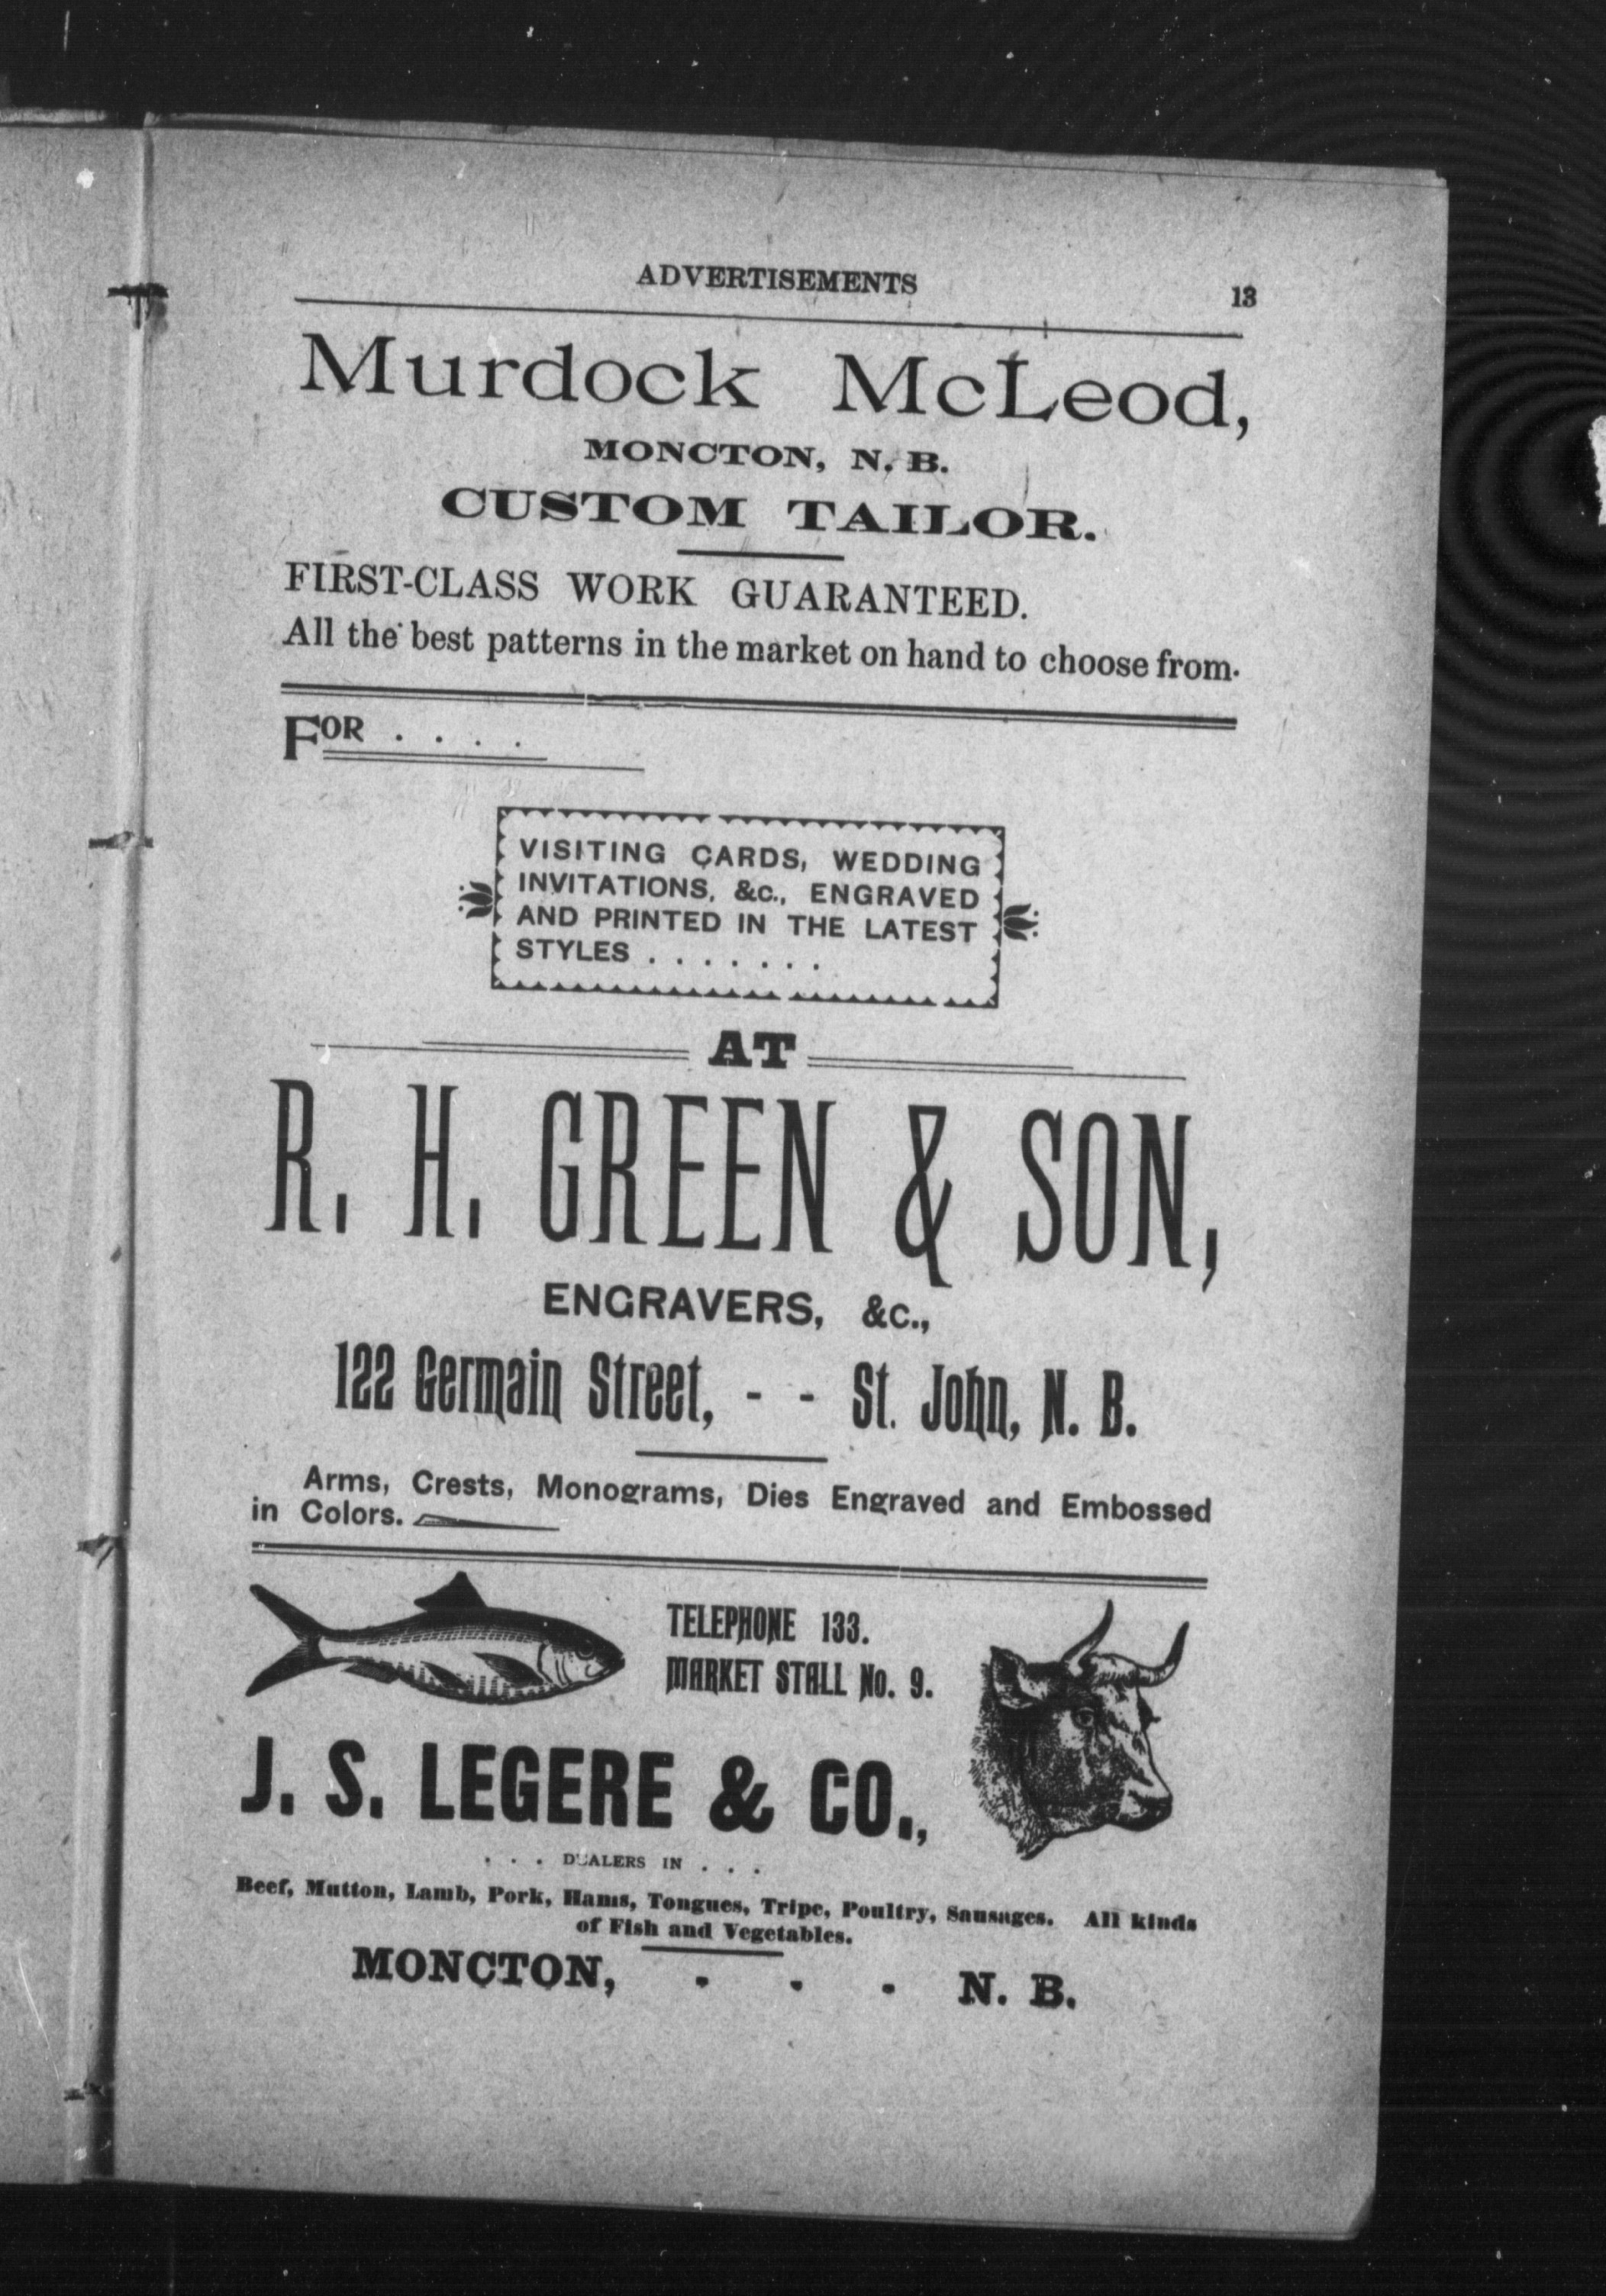 ADVERTISEMENTS 13
Murdock McLeod,
MONCTON, N. B.
CUSTOM TAILOR.
FIRST-CLASS WORK GUARANTEED.
All the best patterns in the market on hand to choose from.
FOR . . . .
VISITING CARDS, WEDDING
INVITATIONS, &c., ENGRAVED
AND PRINTED IN THE LATEST
STYLES . . . . . . .
AT
R. H. GREEN & SON,
ENGRAVERS, &c.,
122 Germain Street, - - St. John, N. B.
Arms, Crests, Monograms, Dies Engraved and Embossed
in Colors.
TELEPHONE 133.
MARKET STALL No. 9.
J. S. LEGERE & CO.,
. . . DEALERS IN . . .
Beef, Mutton, Lamb, Pork, Hams, Tongues, Tripe, Poultry, Sausages. All kinds
of Fish and Vegetables.
MONCTON, - - - N. B.